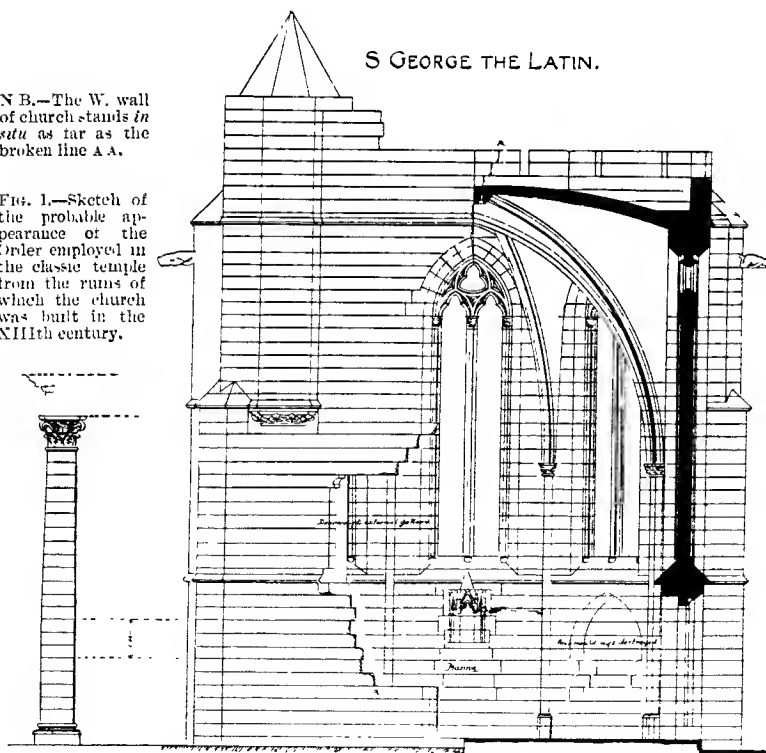 S GEORGE THE LATIN.
N B.—The W. wall
of church stands in
situ as far as the
broken line A A.
FIG. 1.—Sketch of
the probable ap-
pearance of the
Order employed in
the classic temple
from the ruins of
which the church
was built in the
XIIIth century.
A
Piscina